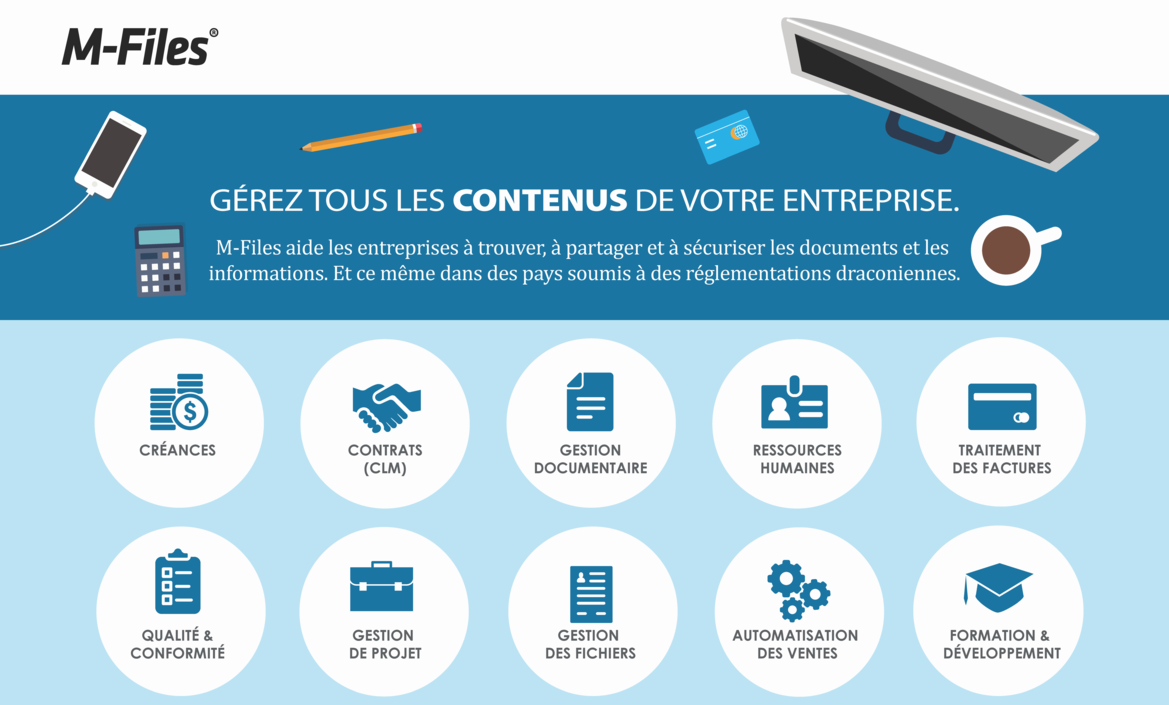 M-Files®
GÉREZ TOUS LES CONTENUS DE VOTRE ENTREPRISE.
M-Files aide les entreprises à trouver, à partager et à sécuriser les documents et les
informations. Et ce même dans des pays soumis à des réglementations draconiennes.
$
CRÉANCES
CONTRATS
(CLM)
GESTION
DOCUMENTAIRE
RESSOURCES
HUMAINES
TRAITEMENT
DES FACTURES
QUALITÉ &
CONFORMITÉ
GESTION
DE PROJET
GESTION
DES FICHIERS
AUTOMATISATION
DES VENTES
FORMATION &
DÉVELOPPEMENT